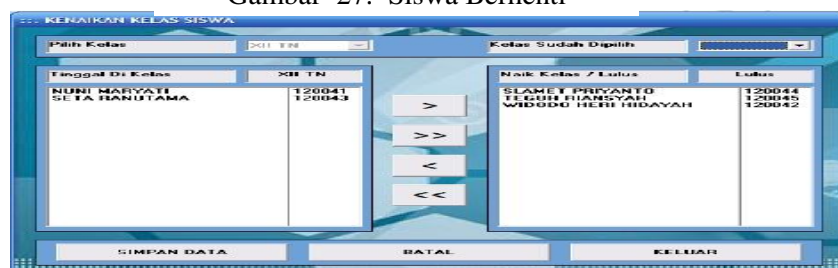 Gambar 27. Siswa Berhenti
::: KENAIKAN KELAS SISWA
Pilih Kelas XII TN Kelas Sudah Dipilih
Tinggal Di Kelas XII TN Naik Kelas / Lulus Lulus
NUNI MARYATI 120041 SLAMET PRIYANTO 120044
SETA RANUTAMA 120043 TEGUH RIANSYAH 120045
WIDODO HERI HIDAYAH 120042
>
>>
<
<<
SIMPAN DATA BATAL KELUAR